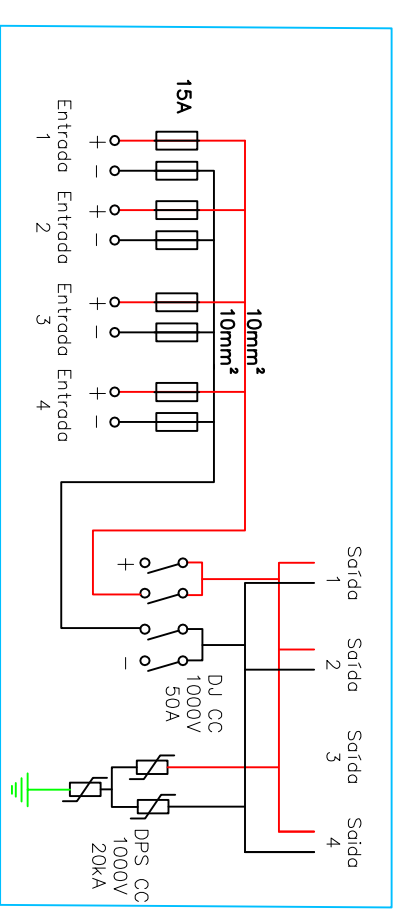 Saída
1
Saída
2
Saída
3
Saida
4
10mm²
10mm²
15A
+
-
+
-
+
-
+
-
Entrada
1
Entrada
2
Entrada
3
Entrada
4
+
-
DJ CC
1000V
50A
DPS CC
1000V
20kA